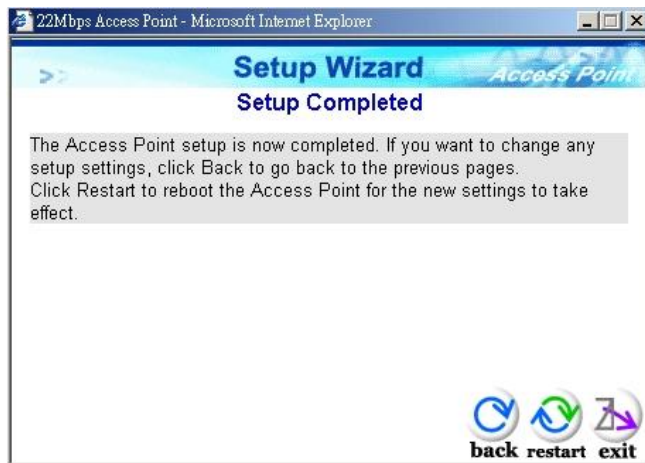 22Mbps Access Point - Microsoft Internet Explorer
Setup Wizard
Access Point
Setup Completed
The Access Point setup is now completed. If you want to change any
setup settings, click Back to go back to the previous pages.
Click Restart to reboot the Access Point for the new settings to take
effect.
back restart exit